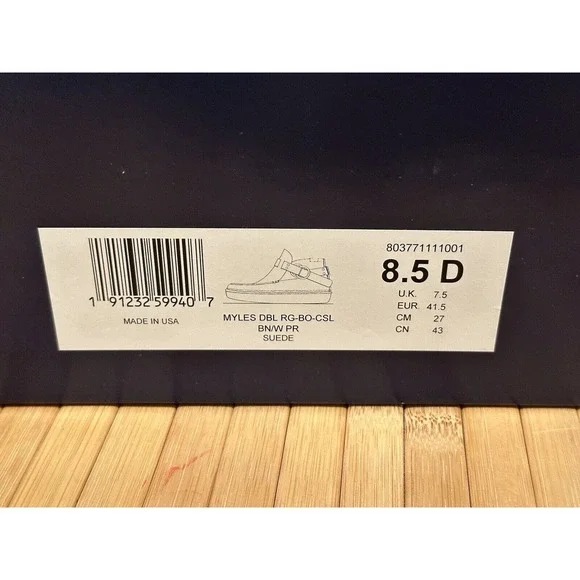 1 91232 59940 7
MADE IN USA
MYLES DBL RG-BO-CSL
BN/W PR
SUEDE
803771111001
8.5 D
U.K. 7.5
EUR. 41.5
CM 27
CN 43